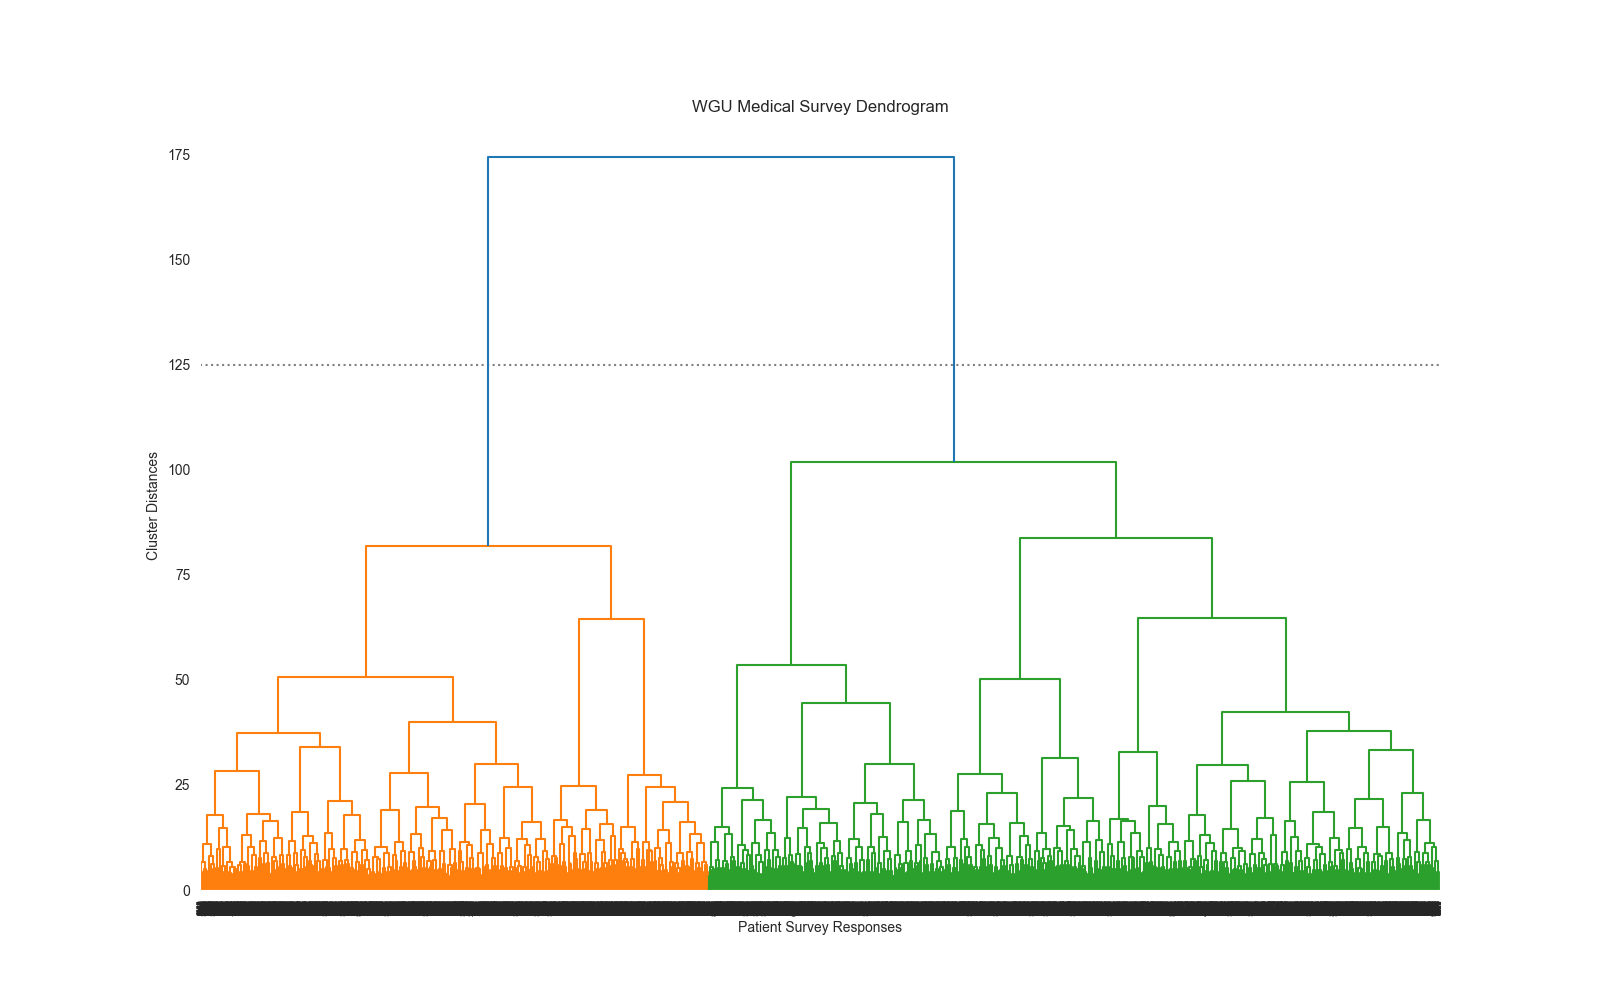 WGU Medical Survey Dendrogram
175
150
125
100
75
50
25
0
Cluster Distances
Patient Survey Responses